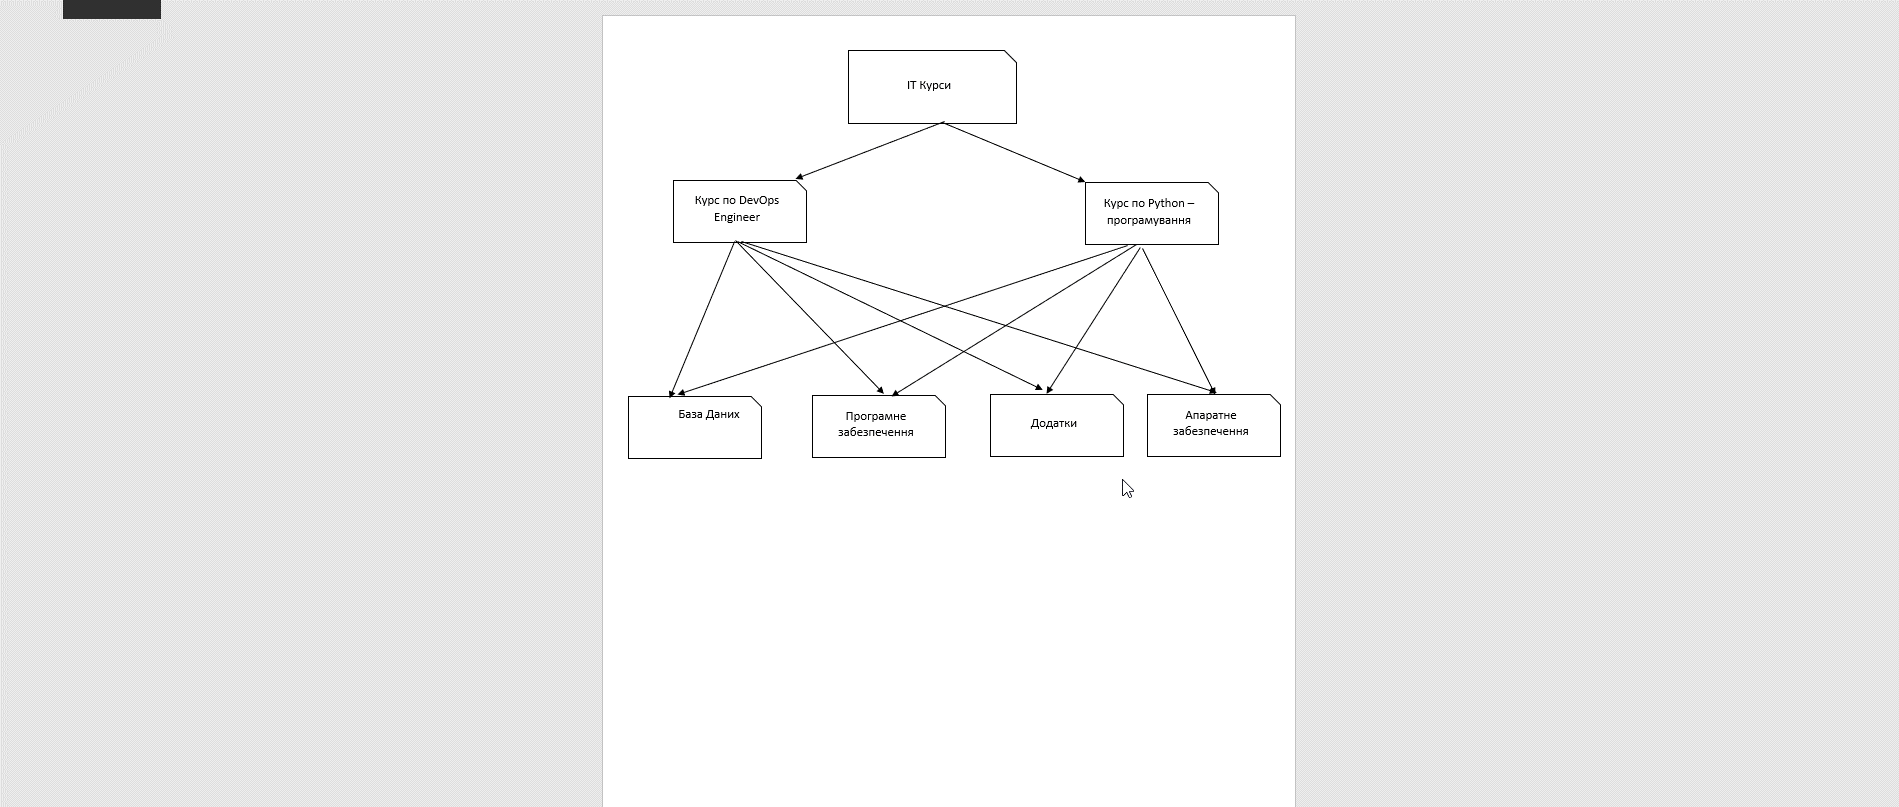 ІТ Курси
Курс по DevOps
Engineer
Курс по Python –
програмування
База Даних
Програмне
забезпечення
Додатки
Апаратне
забезпечення